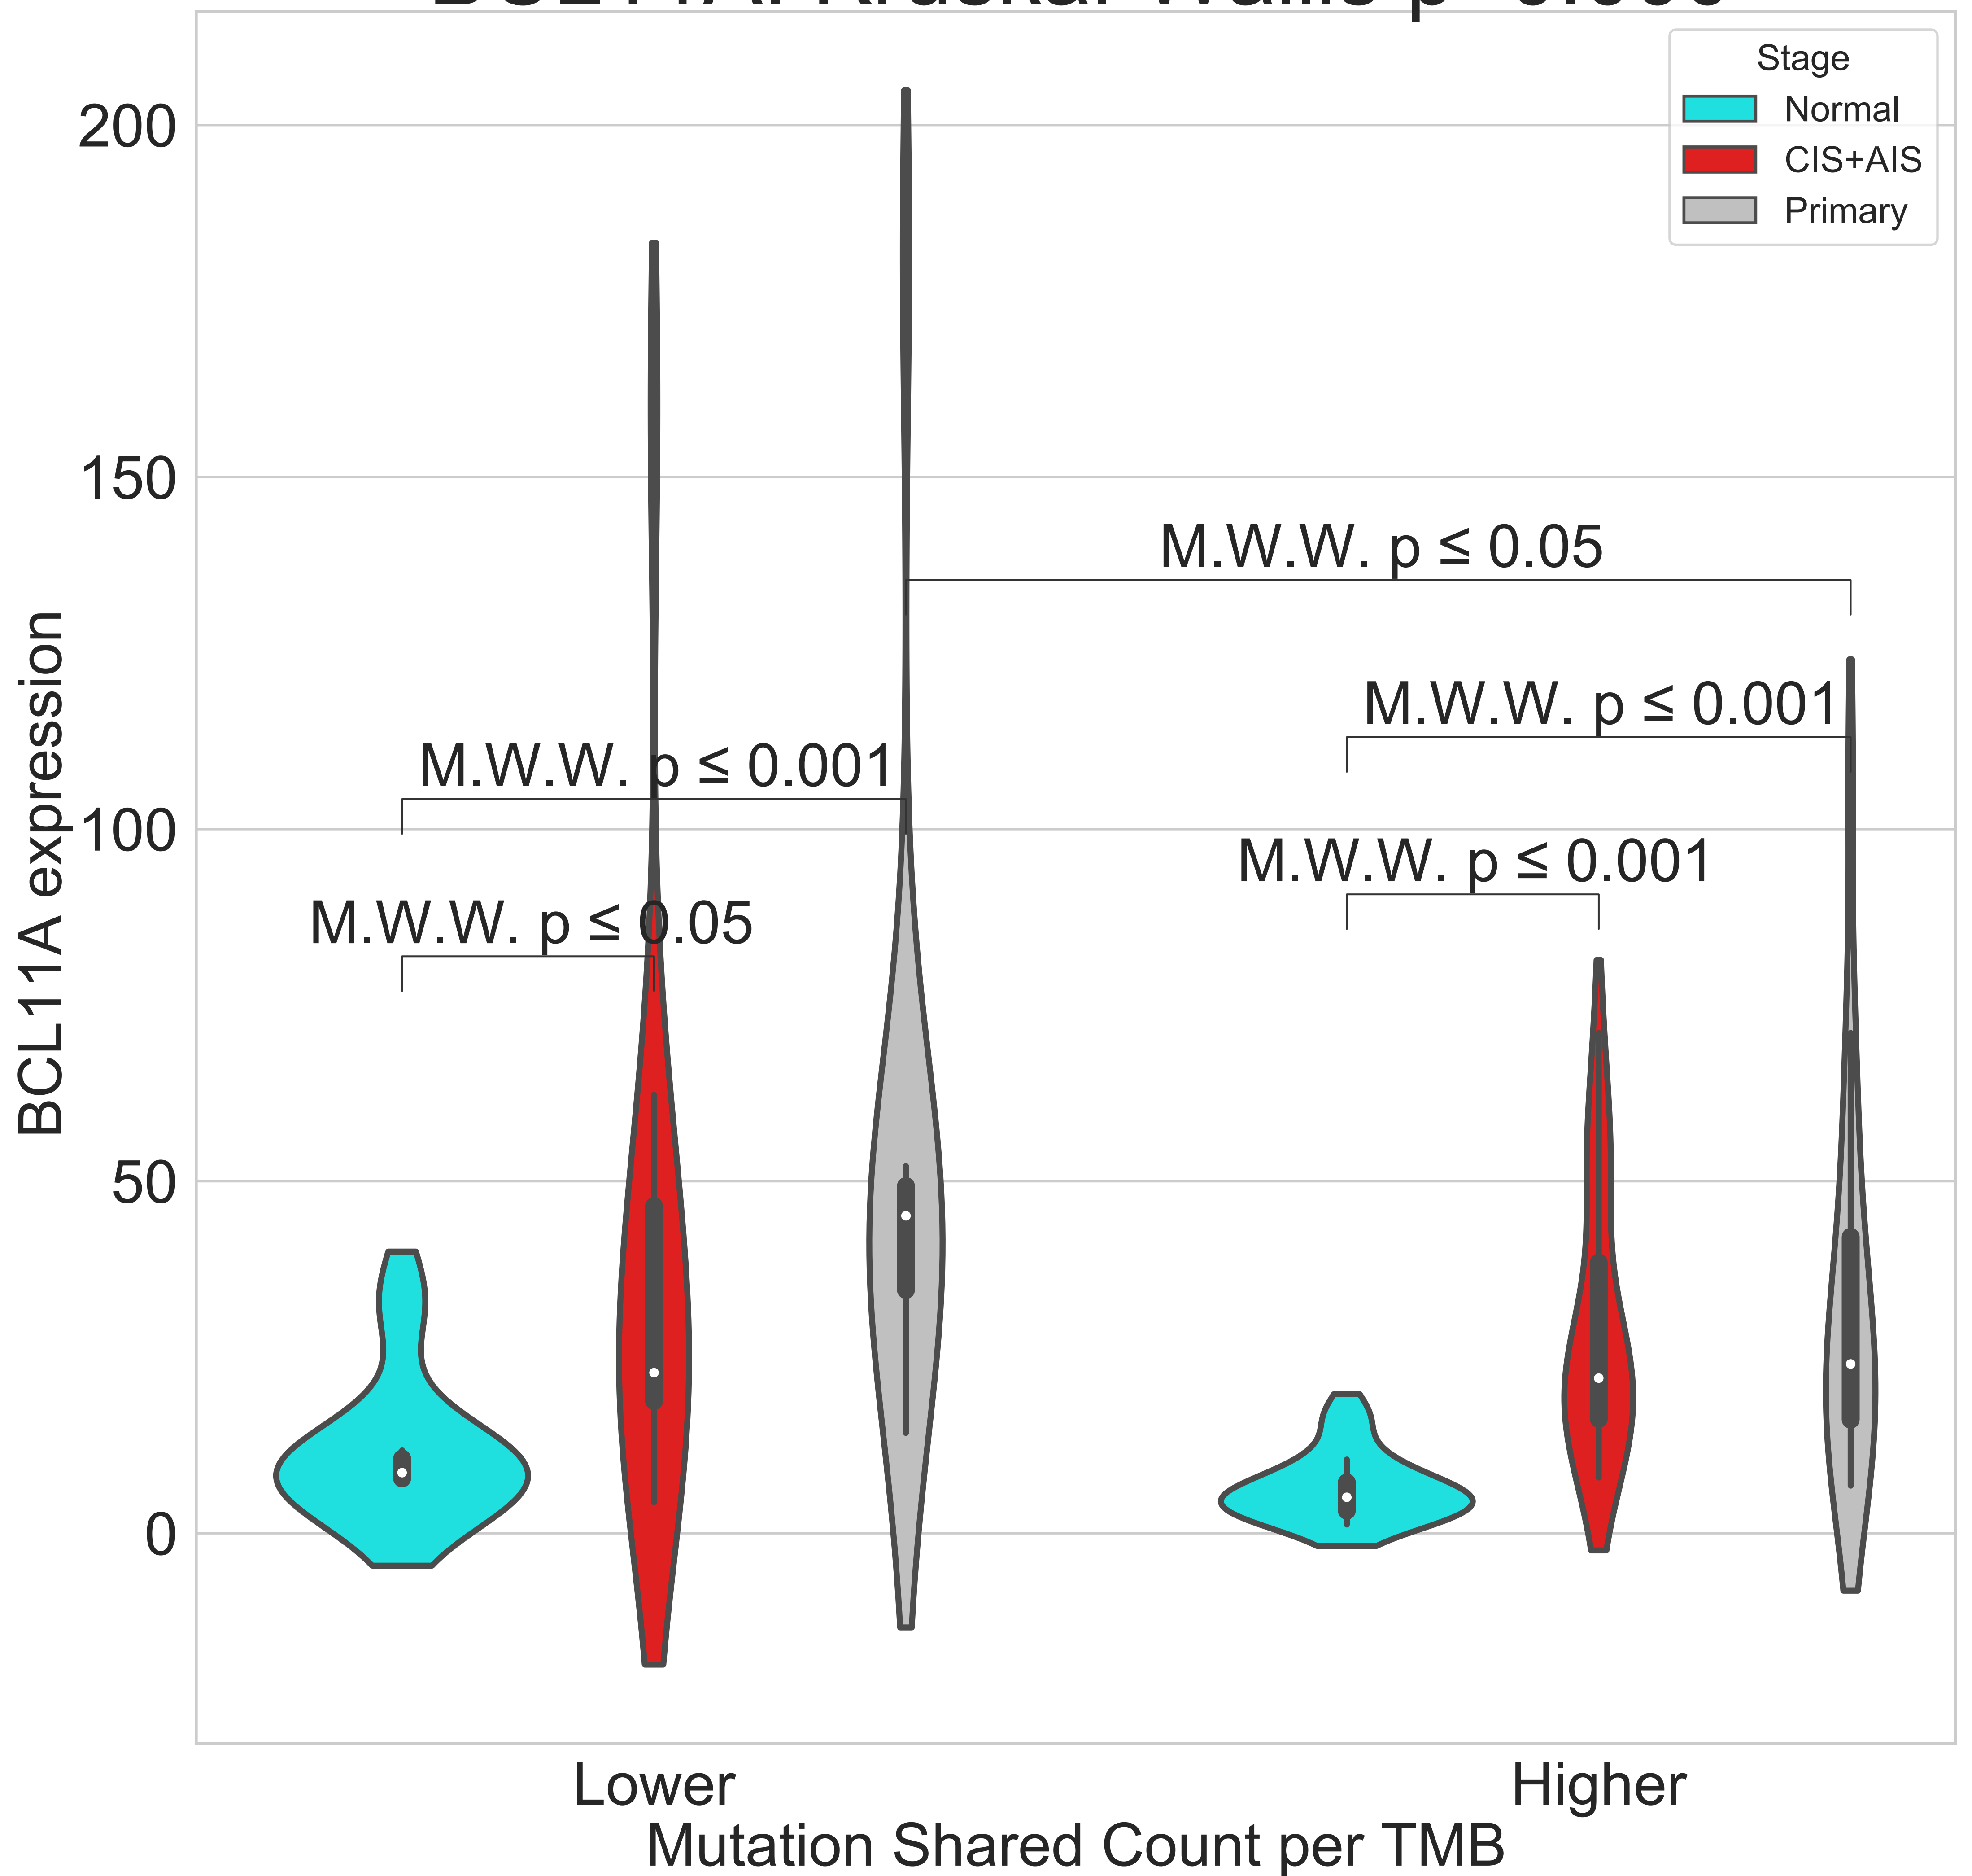 Stage
Normal
CIS+AIS
Primary
200
150
100
50
0
BCL11A expression
M.W.W. p ≤ 0.05
M.W.W. p ≤ 0.001
M.W.W. p ≤ 0.001
M.W.W. p ≤ 0.001
M.W.W. p ≤ 0.05
Lower
Higher
Mutation Shared Count per TMB